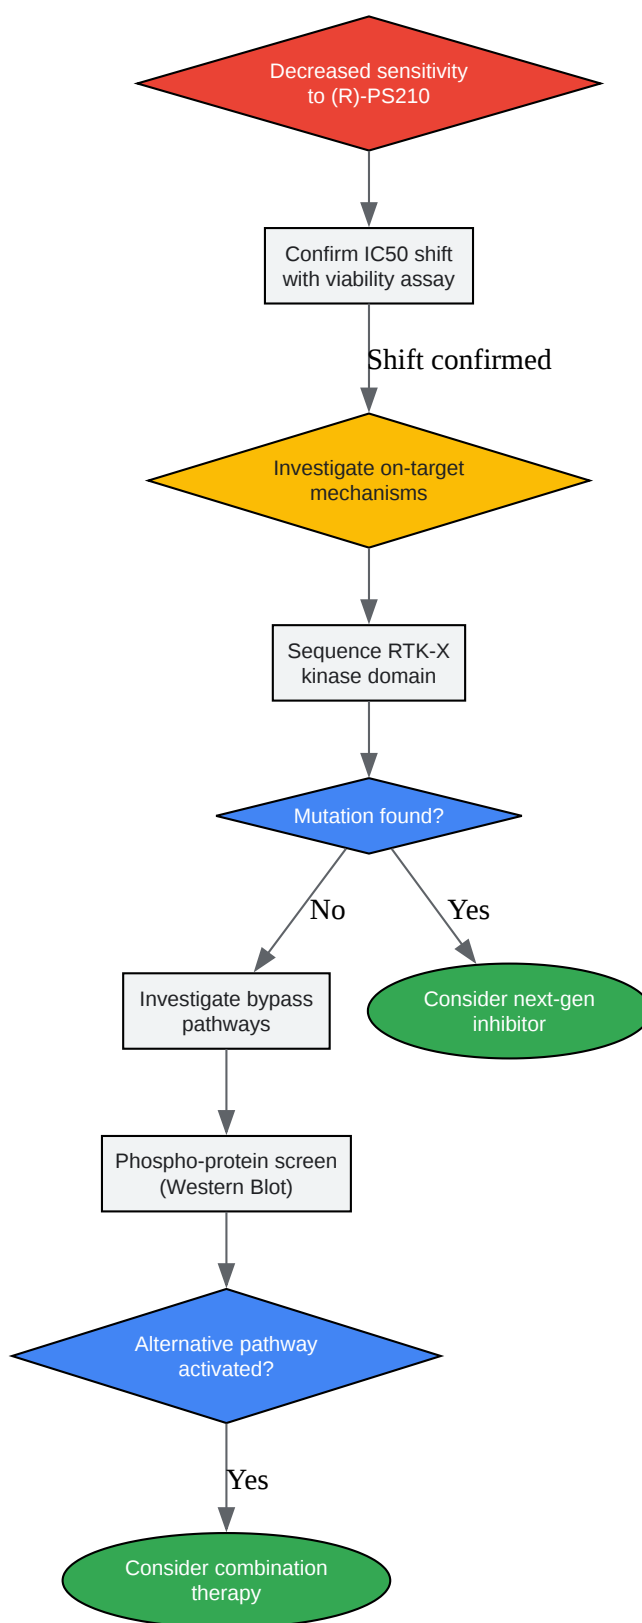 Decreased sensitivity
to (R)-PS210
Confirm IC50 shift
with viability assay
Shift confirmed
Investigate on-target
mechanisms
Sequence RTK-X
kinase domain
Mutation found?
No
Yes
Investigate bypass
pathways
Consider next-gen
inhibitor
Phospho-protein screen
(Western Blot)
Alternative pathway
activated?
Yes
Consider combination
therapy